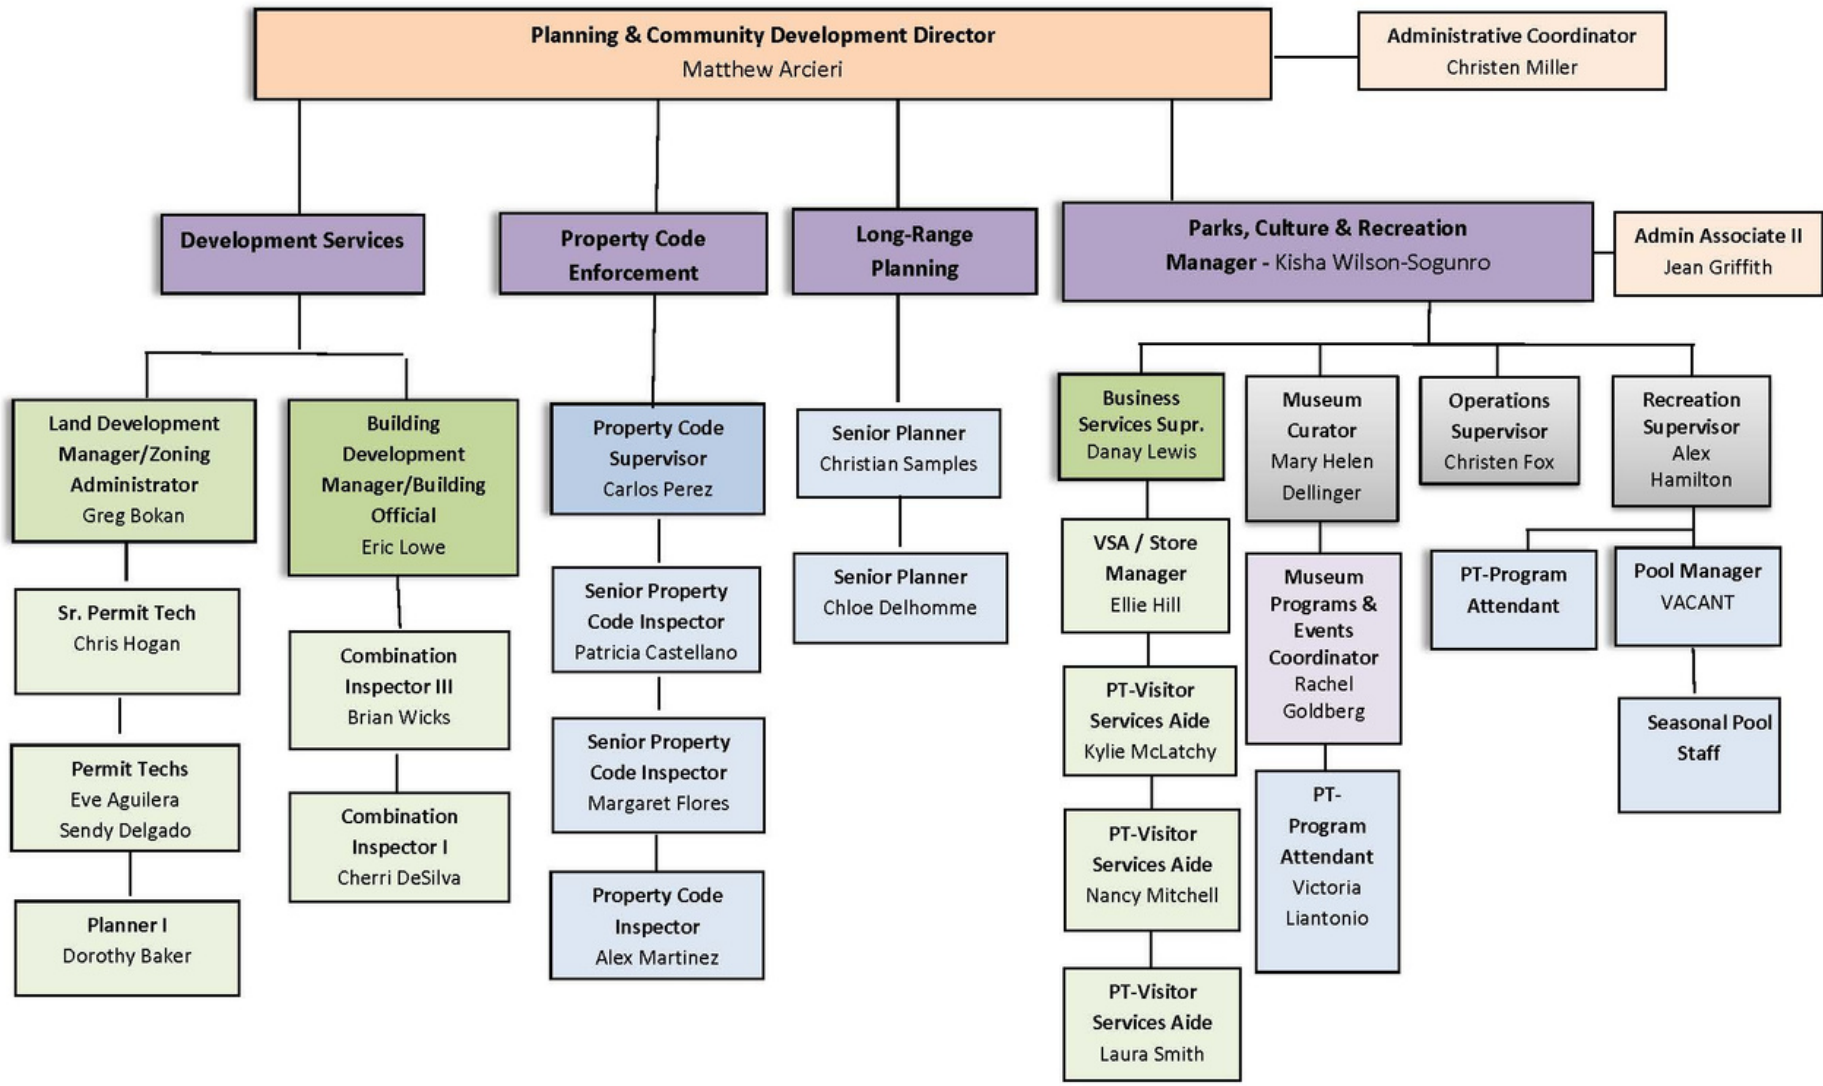 Planning & Community Development Director
Matthew Arcieri
Administrative Coordinator
Christen Miller
Development Services
Property Code
Enforcement
Long-Range
Planning
Parks, Culture & Recreation
Manager - Kisha Wilson-Sogunro
Admin Associate II
Jean Griffith
Land Development
Manager/Zoning
Administrator
Greg Bokan
Sr. Permit Tech
Chris Hogan
Permit Techs
Eve Aguilera
Sendy Delgado
Planner I
Dorothy Baker
Building
Development
Manager/Building
Official
Eric Lowe
Combination
Inspector III
Brian Wicks
Combination
Inspector I
Cherri DeSilva
Property Code
Supervisor
Carlos Perez
Senior Property
Code Inspector
Patricia Castellano
Senior Property
Code Inspector
Margaret Flores
Property Code
Inspector
Alex Martinez
Senior Planner
Christian Samples
Senior Planner
Chloe Delhomme
Business
Services Supr.
Danay Lewis
VSA / Store
Manager
Ellie Hill
PT-Visitor
Services Aide
Kylie McLatchy
PT-Visitor
Services Aide
Nancy Mitchell
PT-Visitor
Services Aide
Laura Smith
Museum
Curator
Mary Helen
Dellinger
Museum
Programs &
Events
Coordinator
Rachel
Goldberg
PT-
Program
Attendant
Victoria
Liantonio
Operations
Supervisor
Christen Fox
Recreation
Supervisor
Alex
Hamilton
PT-Program
Attendant
Pool Manager
VACANT
Seasonal Pool
Staff